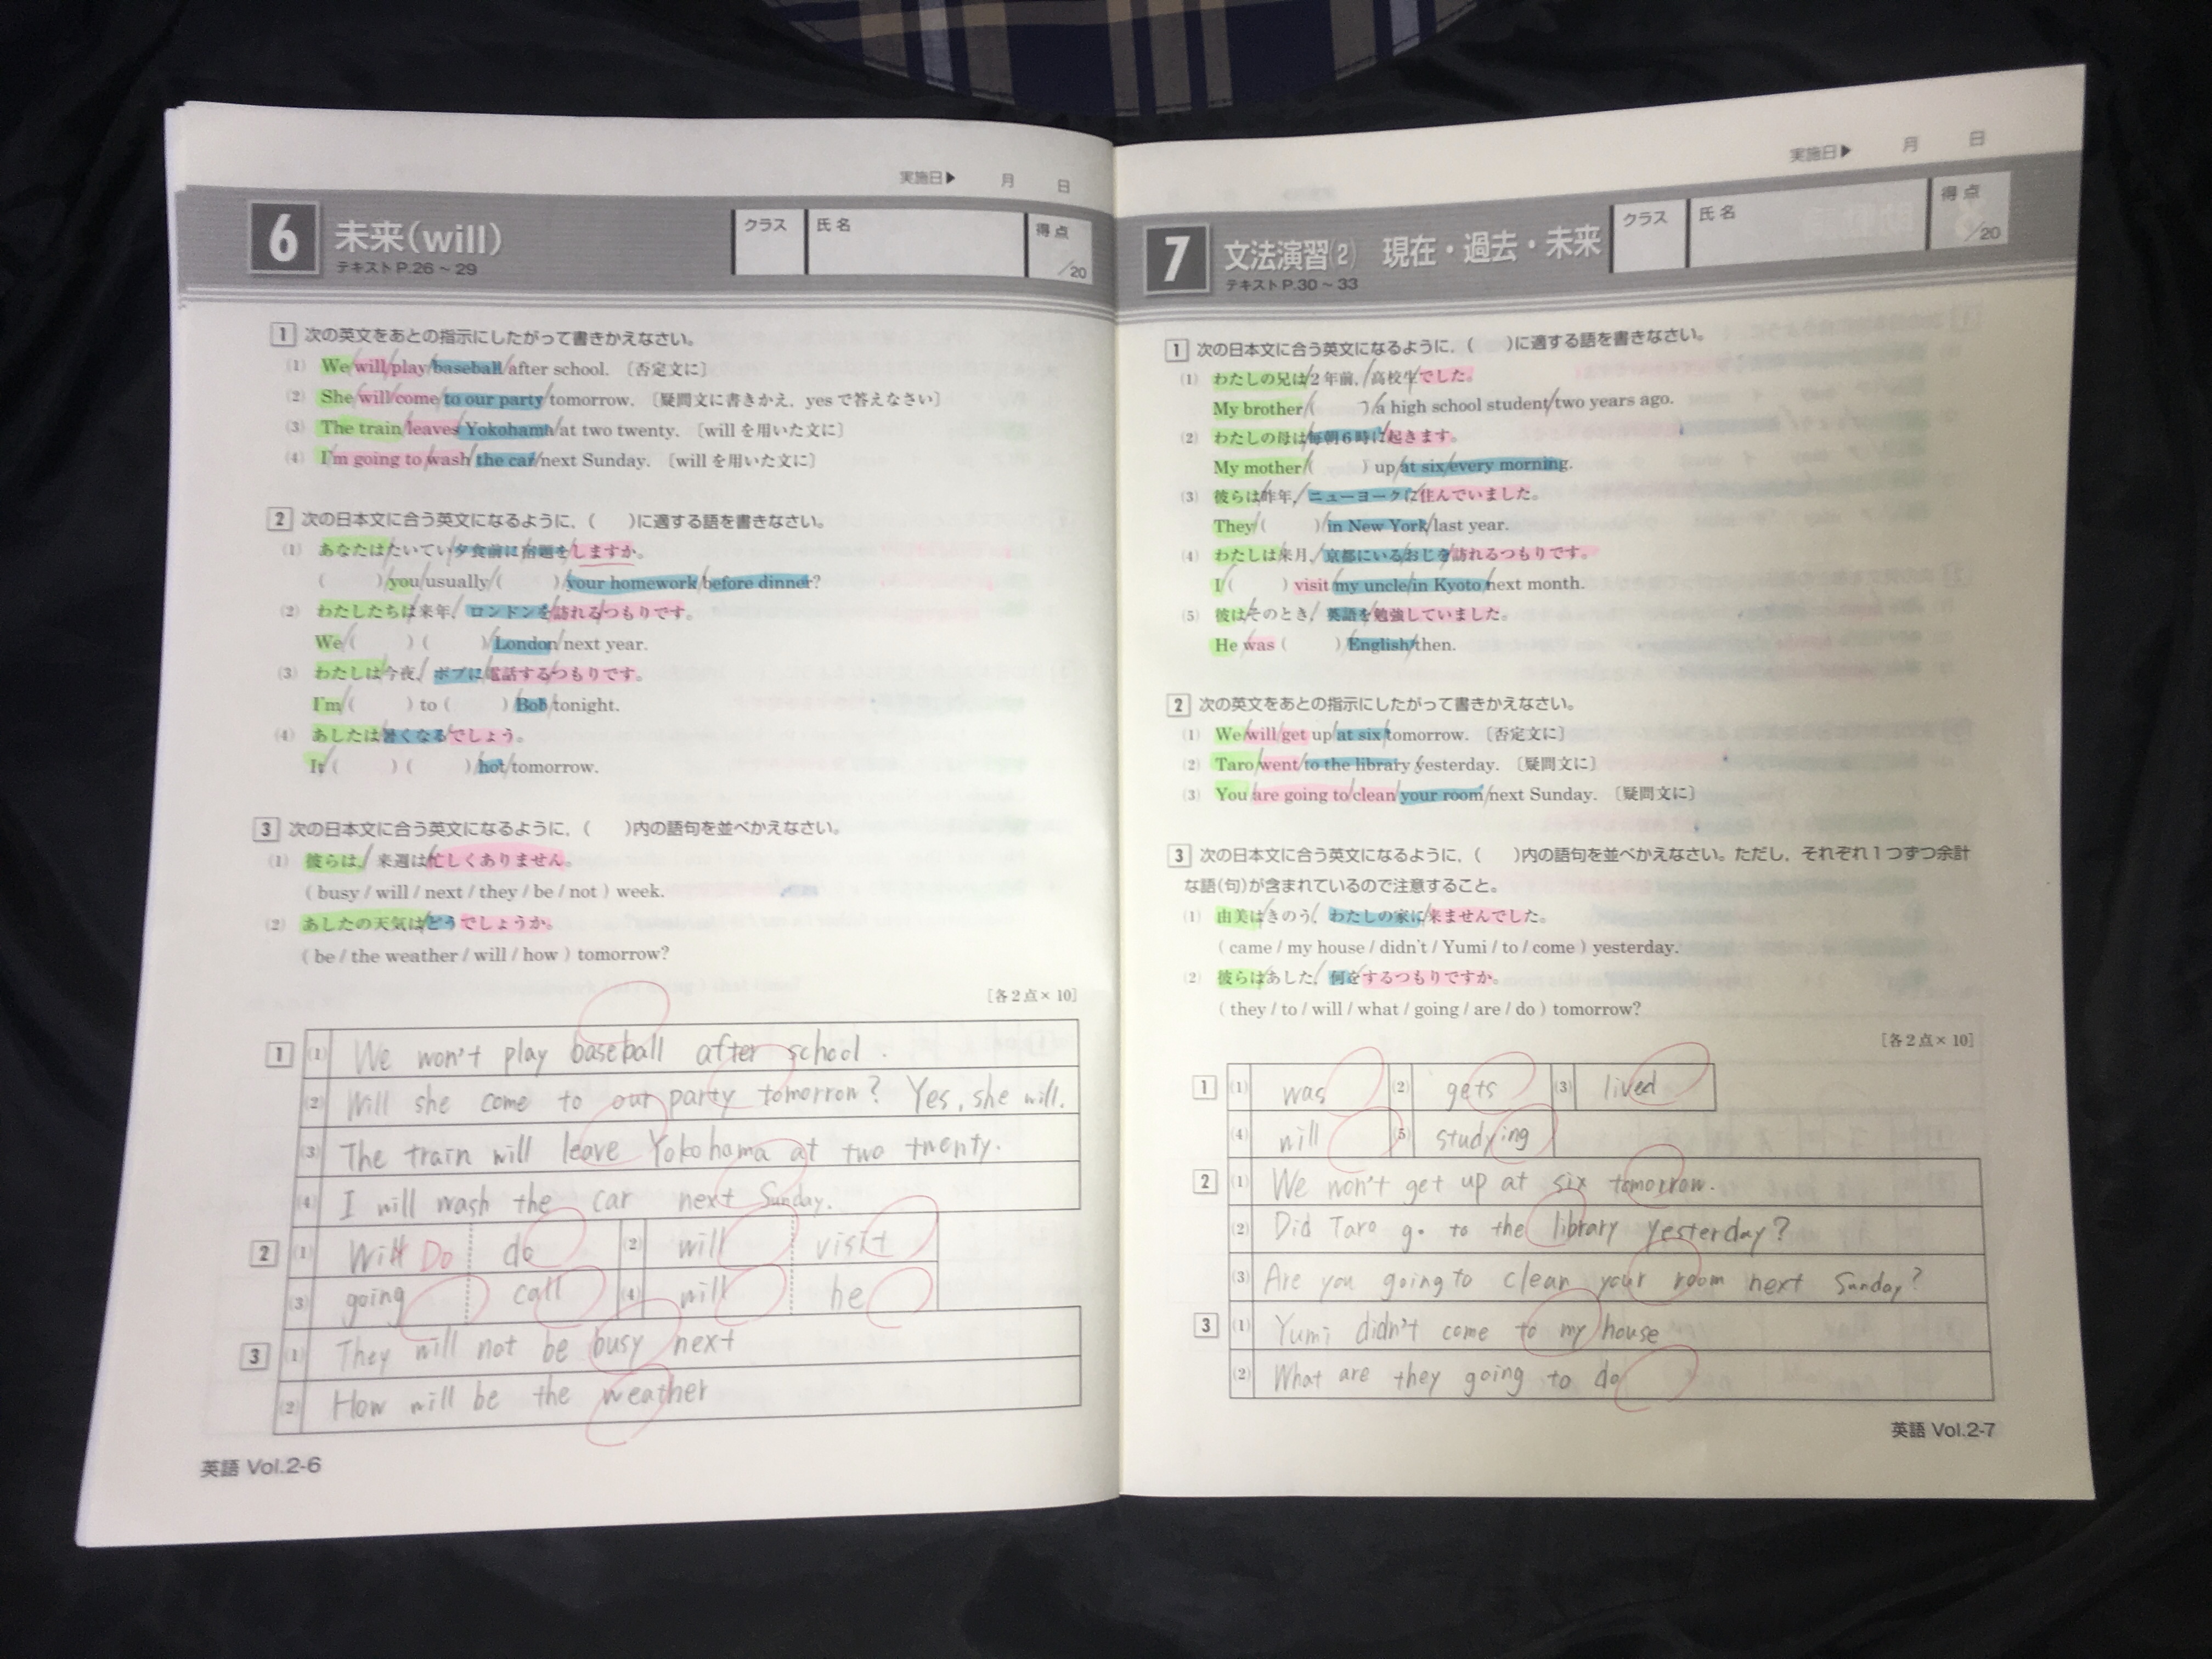 実施日▶ 月 日
6 未来(will)
テキストP.26～29
クラス 氏名 得点 /20
1 次の英文をあとの指示にしたがって書きかえなさい。
(1) We will play baseball after school. 〔否定文に〕
(2) She will come to our party tomorrow. 〔疑問文に書きかえ，yesで答えなさい〕
(3) The train leaves Yokohama at two twenty. 〔willを用いた文に〕
(4) I'm going to wash the car next Sunday. 〔willを用いた文に〕
2 次の日本文に合う英文になるように，( )に適する語を書きなさい。
(1) あなたはたいてい夕食前に宿題をしますか。
( ) you usually ( ) your homework before dinner?
(2) わたしたちは来年，ロンドンを訪れるつもりです。
We ( ) ( ) London next year.
(3) わたしは今夜，ボブに電話するつもりです。
I'm ( ) to ( ) Bob tonight.
(4) あしたは暑くなるでしょう。
It ( ) ( ) hot tomorrow.
3 次の日本文に合う英文になるように，( )内の語句を並べかえなさい。
(1) 彼らは，来週は忙しくありません。
( busy / will / next / they / be / not ) week.
(2) あしたの天気はどうでしょうか。
( be / the weather / will / how ) tomorrow?
[各2点×10]
1 (1) We won't play baseball after school.
(2) Will she come to our party tomorrow? Yes, she will.
(3) The train will leave Yokohama at two twenty.
(4) I will wash the car next Sunday.
2 (1) Will Do do (2) will visit
(3) going call (4) will be
3 (1) They will not be busy next
(2) How will be the weather
英語 Vol.2-6
実施日▶ 月 日
7 文法演習(2) 現在・過去・未来
テキストP.30～33
クラス 氏名 得点 /20
1 次の日本文に合う英文になるように，( )に適する語を書きなさい。
(1) わたしの兄は2年前，高校生でした。
My brother ( ) a high school student two years ago.
(2) わたしの母は毎朝6時に起きます。
My mother ( ) up at six every morning.
(3) 彼らは昨年，ニューヨークに住んでいました。
They ( ) in New York last year.
(4) わたしは来月，京都にいるおじを訪れるつもりです。
I ( ) visit my uncle in Kyoto next month.
(5) 彼はそのとき，英語を勉強していました。
He was ( ) English then.
2 次の英文をあとの指示にしたがって書きかえなさい。
(1) We will get up at six tomorrow. 〔否定文に〕
(2) Taro went to the library yesterday. 〔疑問文に〕
(3) You are going to clean your room next Sunday. 〔疑問文に〕
3 次の日本文に合う英文になるように，( )内の語句を並べかえなさい。ただし，それぞれ1つずつ余計
な語(句)が含まれているので注意すること。
(1) 由美はきのう，わたしの家に来ませんでした。
( came / my house / didn't / Yumi / to / come ) yesterday.
(2) 彼らはあした，何をするつもりですか。
( they / to / will / what / going / are / do ) tomorrow?
[各2点×10]
1 (1) was (2) gets (3) lived
(4) will (5) studying
2 (1) We won't get up at six tomorrow.
(2) Did Taro go to the library yesterday?
(3) Are you going to clean your room next Sunday?
3 (1) Yumi didn't come to my house
(2) What are they going to do
英語 Vol.2-7